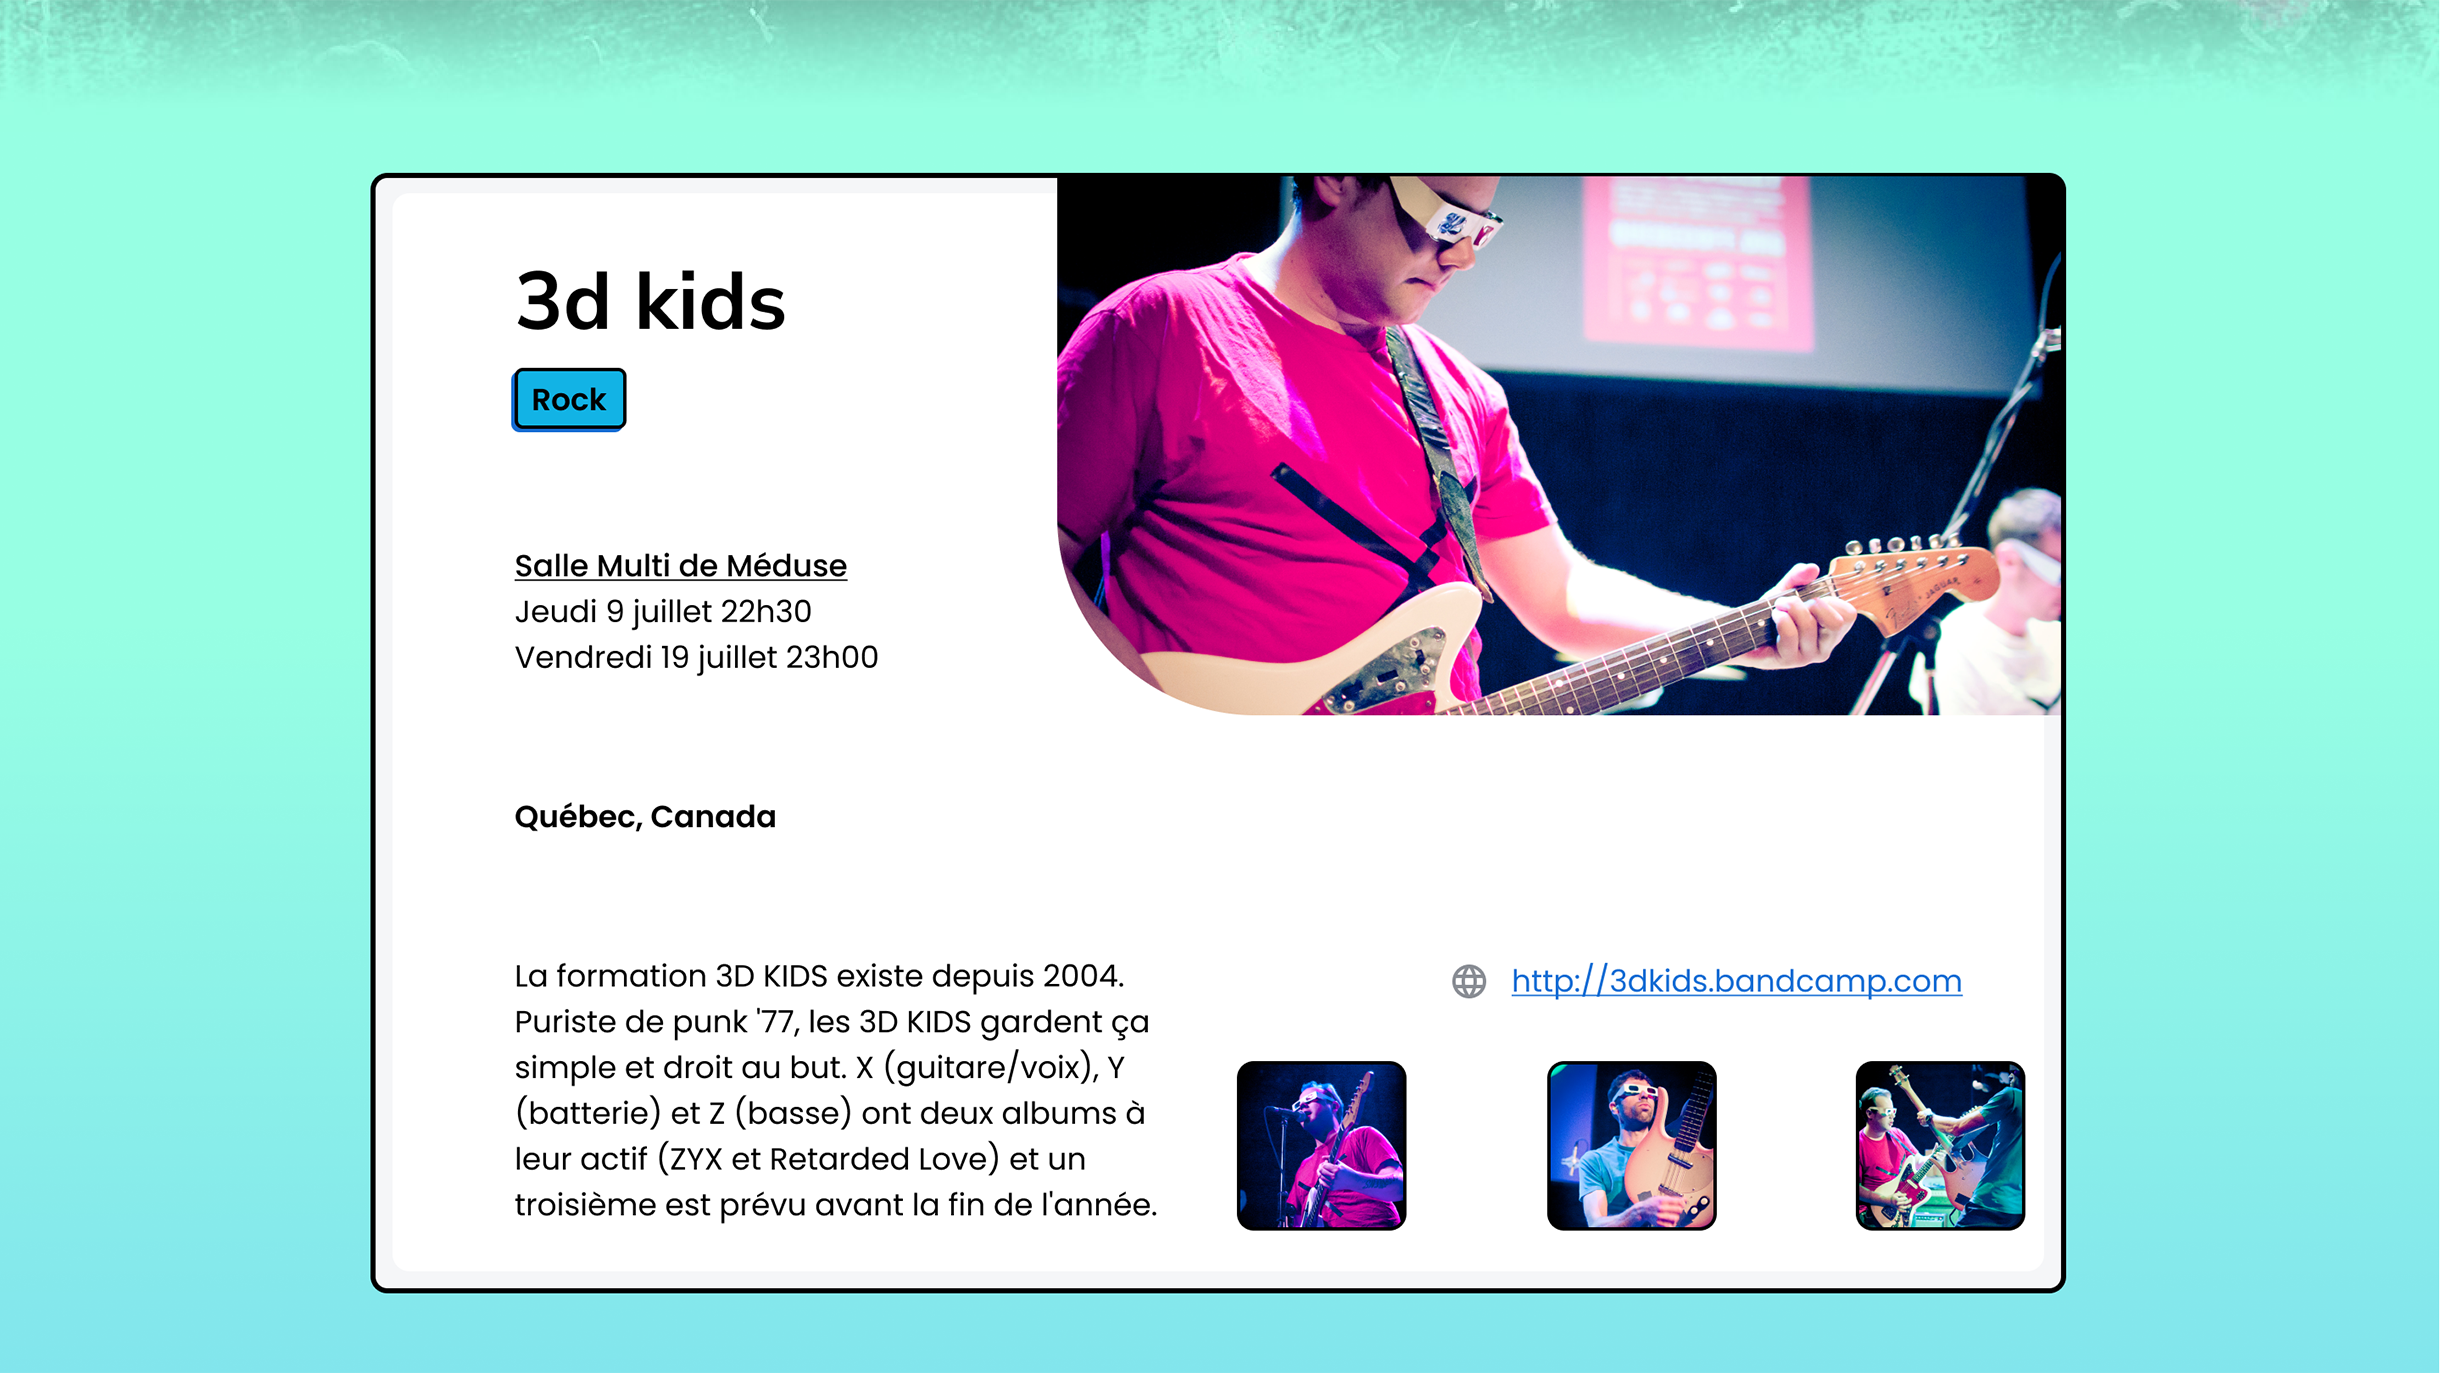 3d kids
Rock
Salle Multi de Méduse
Jeudi 9 juillet 22h30
Vendredi 19 juillet 23h00
Québec, Canada
La formation 3D KIDS existe depuis 2004.
Puriste de punk '77, les 3D KIDS gardent ça
simple et droit au but. X (guitare/voix), Y
(batterie) et Z (basse) ont deux albums à
leur actif (ZYX et Retarded Love) et un
troisième est prévu avant la fin de l'année.
http://3dkids.bandcamp.com
Fender JAGUAR